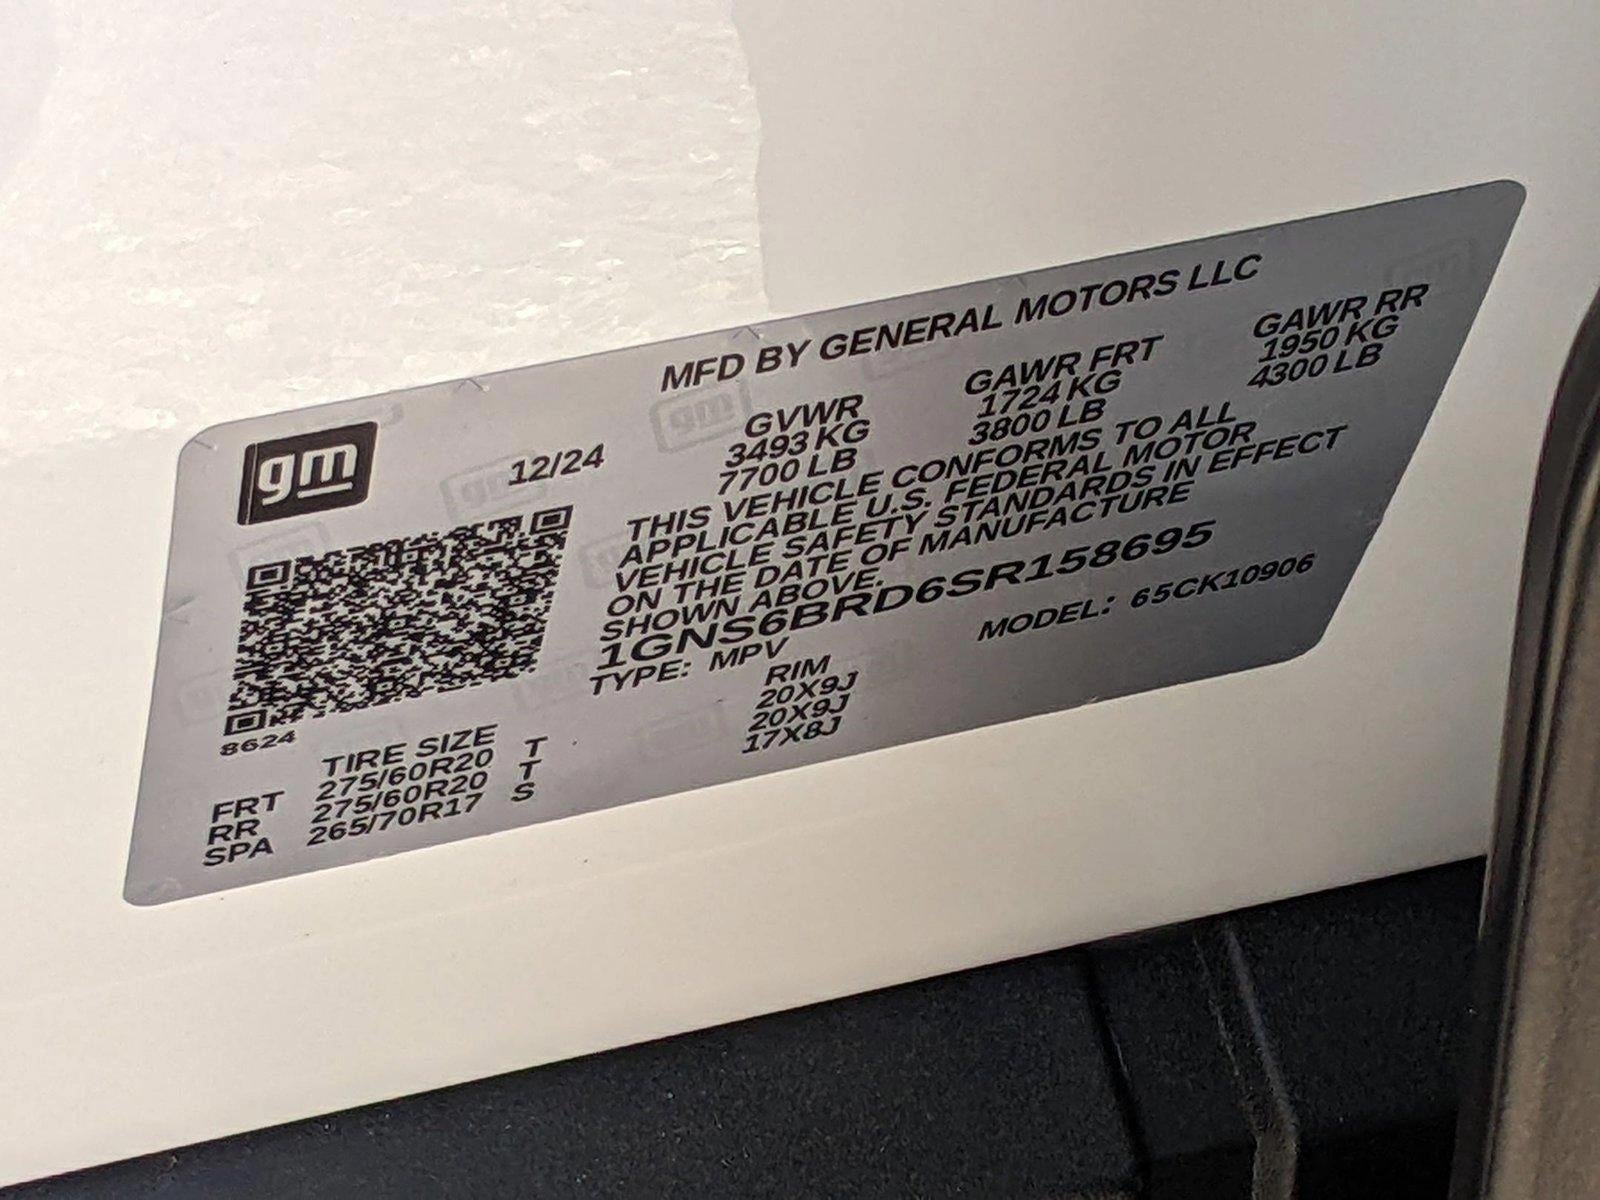 MFD BY GENERAL MOTORS LLC
gm
12/24
GVWR GAWR FRT GAWR RR
3493 KG 1724 KG 1950 KG
7700 LB 3800 LB 4300 LB
THIS VEHICLE CONFORMS TO ALL
APPLICABLE U.S. FEDERAL MOTOR
VEHICLE SAFETY STANDARDS IN EFFECT
ON THE DATE OF MANUFACTURE
SHOWN ABOVE.
1GNS6BRD6SR158695
TYPE: MPV MODEL: 65CK10906
8624
TIRE SIZE RIM
FRT 275/60R20 T 20X9J
RR 275/60R20 T 20X9J
SPA 265/70R17 S 17X8J